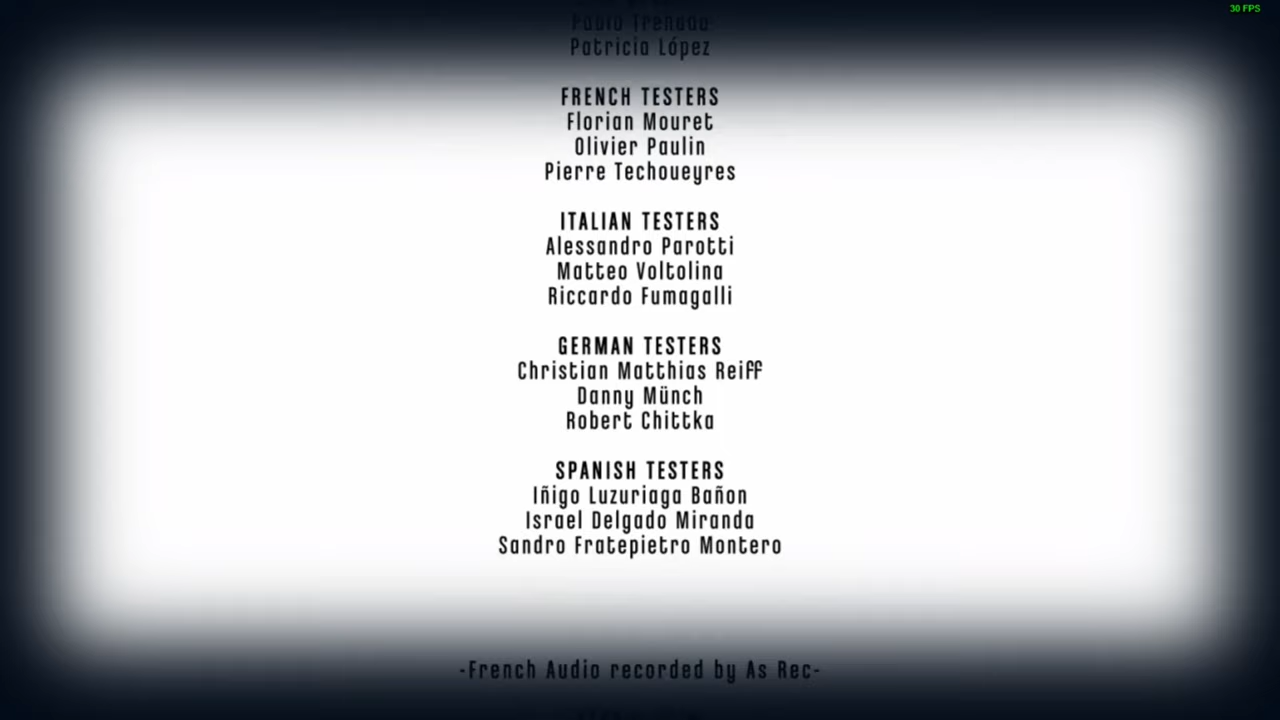 30 FPS
Patricia López
FRENCH TESTERS
Florian Mouret
Olivier Paulin
Pierre Techoueyres
ITALIAN TESTERS
Alessandro Parotti
Matteo Voltolina
Riccardo Fumagalli
GERMAN TESTERS
Christian Matthias Reiff
Danny Münch
Robert Chittka
SPANISH TESTERS
Iñigo Luzuriaga Bañon
Israel Delgado Miranda
Sandro Fratepietro Montero
-French Audio recorded by As Rec-